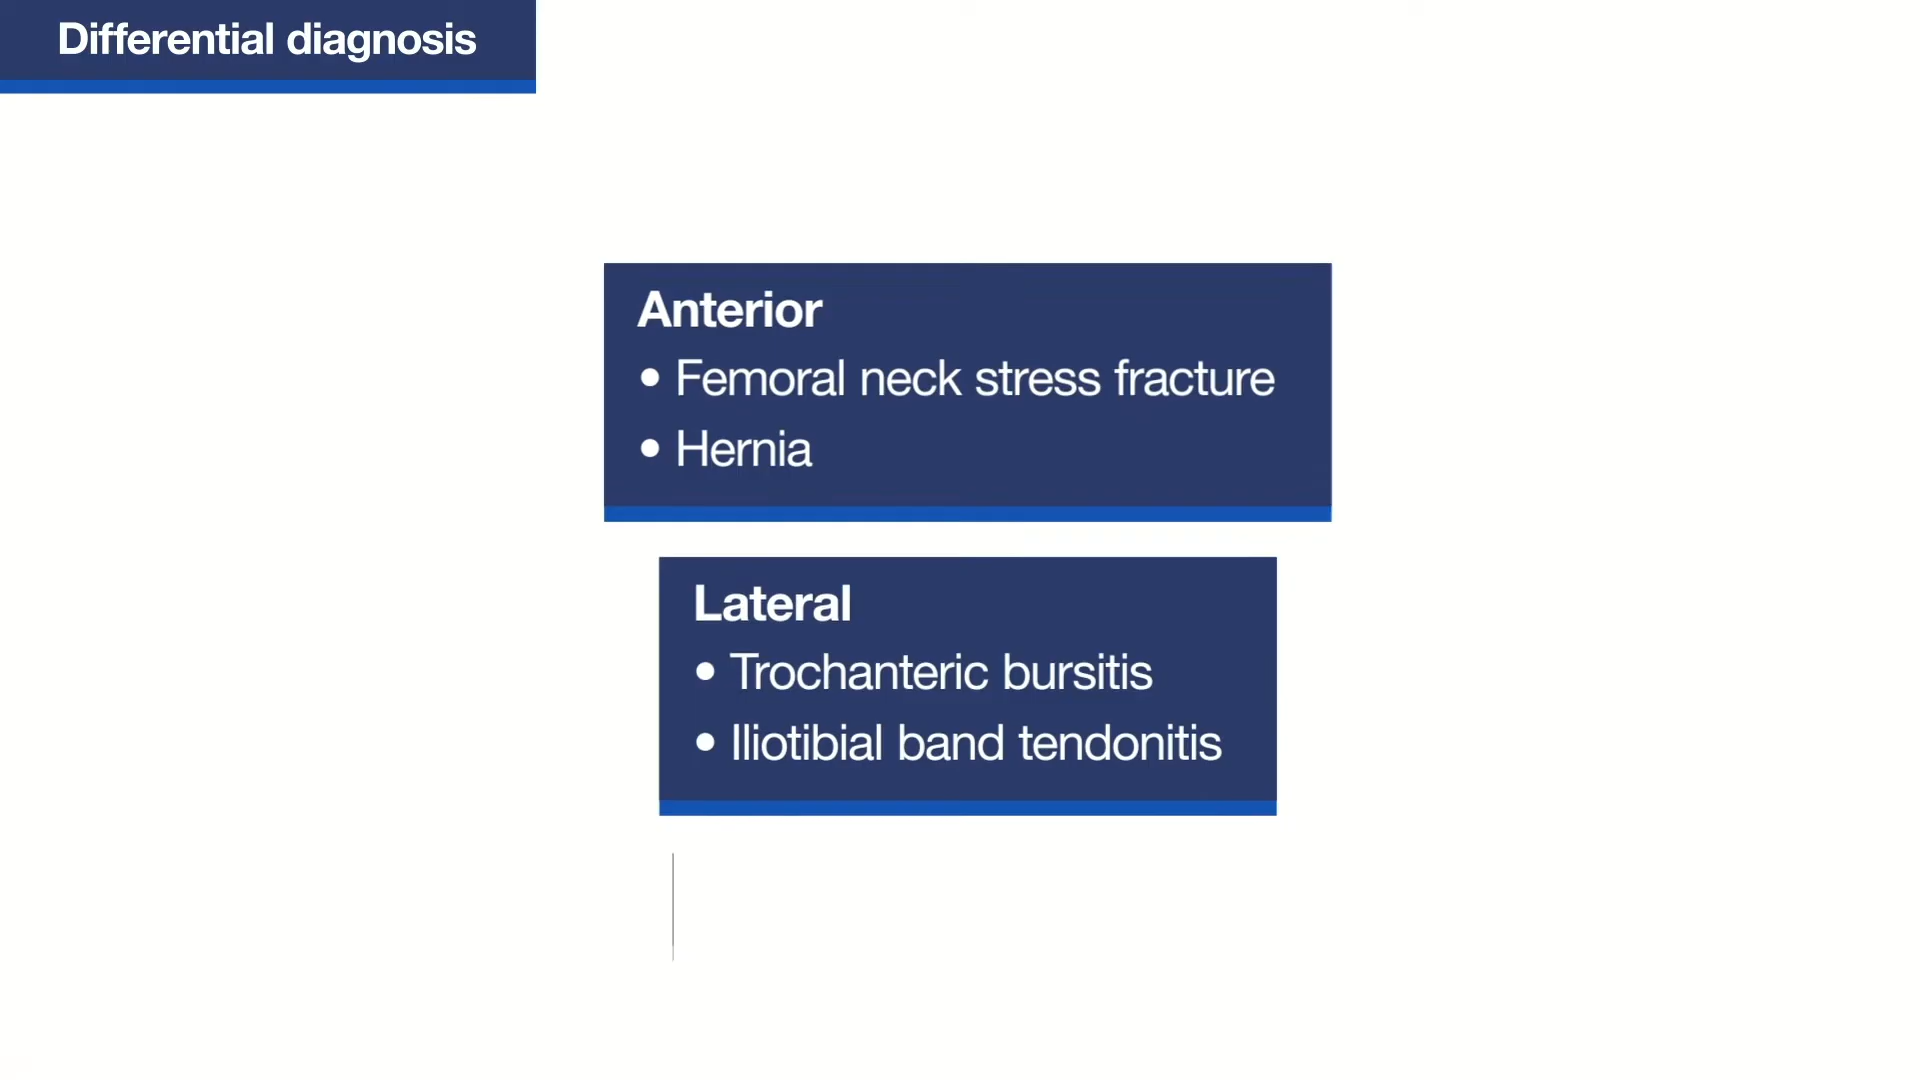 Differential diagnosis
Anterior
• Femoral neck stress fracture
• Hernia
Lateral
• Trochanteric bursitis
• Iliotibial band tendonitis